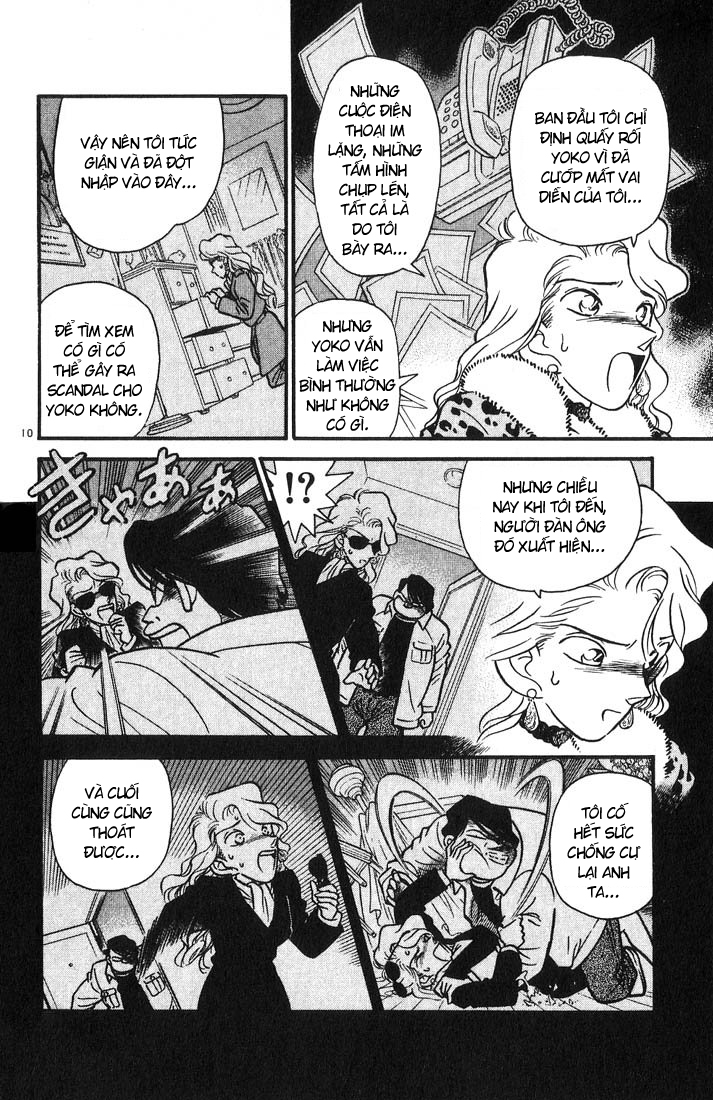 BAN ĐẦU TÔI CHỈ
ĐỊNH QUẤY RỐI
YOKO VÌ ĐÃ
CƯỚP MẤT VAI
DIỄN CỦA TÔI...
NHỮNG
CUỘC ĐIỆN
THOẠI IM
LẶNG, NHỮNG
TẤM HÌNH
CHỤP LÉN,
TẤT CẢ LÀ
DO TÔI
BÀY RA...
NHƯNG
YOKO VẪN
LÀM VIỆC
BÌNH THƯỜNG
NHƯ KHÔNG
CÓ GÌ.
VẬY NÊN TÔI TỨC
GIẬN VÀ ĐÃ ĐỘT
NHẬP VÀO ĐÂY...
ĐỂ TÌM XEM
CÓ GÌ CÓ
THỂ GÂY RA
SCANDAL CHO
YOKO KHÔNG.
10
NHƯNG CHIỀU
NAY KHI TÔI ĐẾN,
NGƯỜI ĐÀN ÔNG
ĐÓ XUẤT HIỆN...
!?
きゃあぁぁ
TÔI CỐ
HẾT SỨC
CHỐNG CỰ
LẠI ANH
TA...
VÀ CUỐI
CÙNG CŨNG
THOÁT
ĐƯỢC...